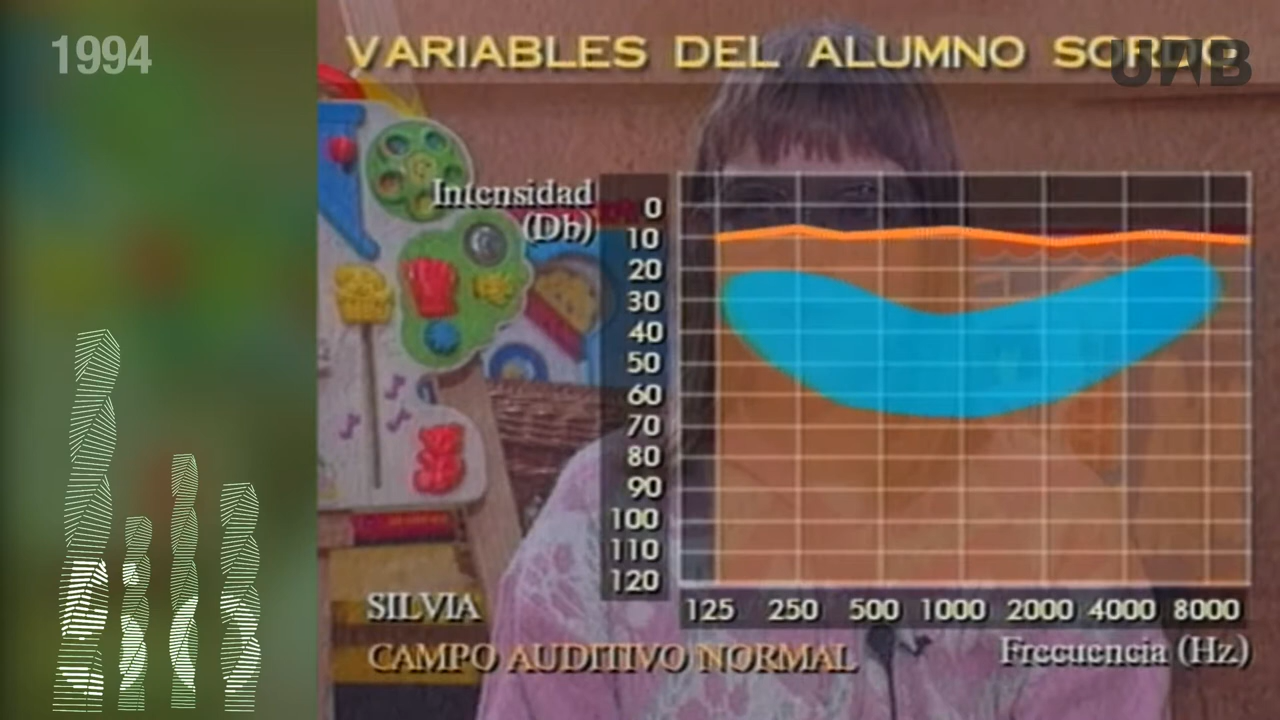 1994
VARIABLES DEL ALUMNO SORDO
UAB
Intensidad
(Db)
0
10
20
30
40
50
60
70
80
90
100
110
120
125 250 500 1000 2000 4000 8000
Frecuencia (Hz)
SILVIA
CAMPO AUDITIVO NORMAL